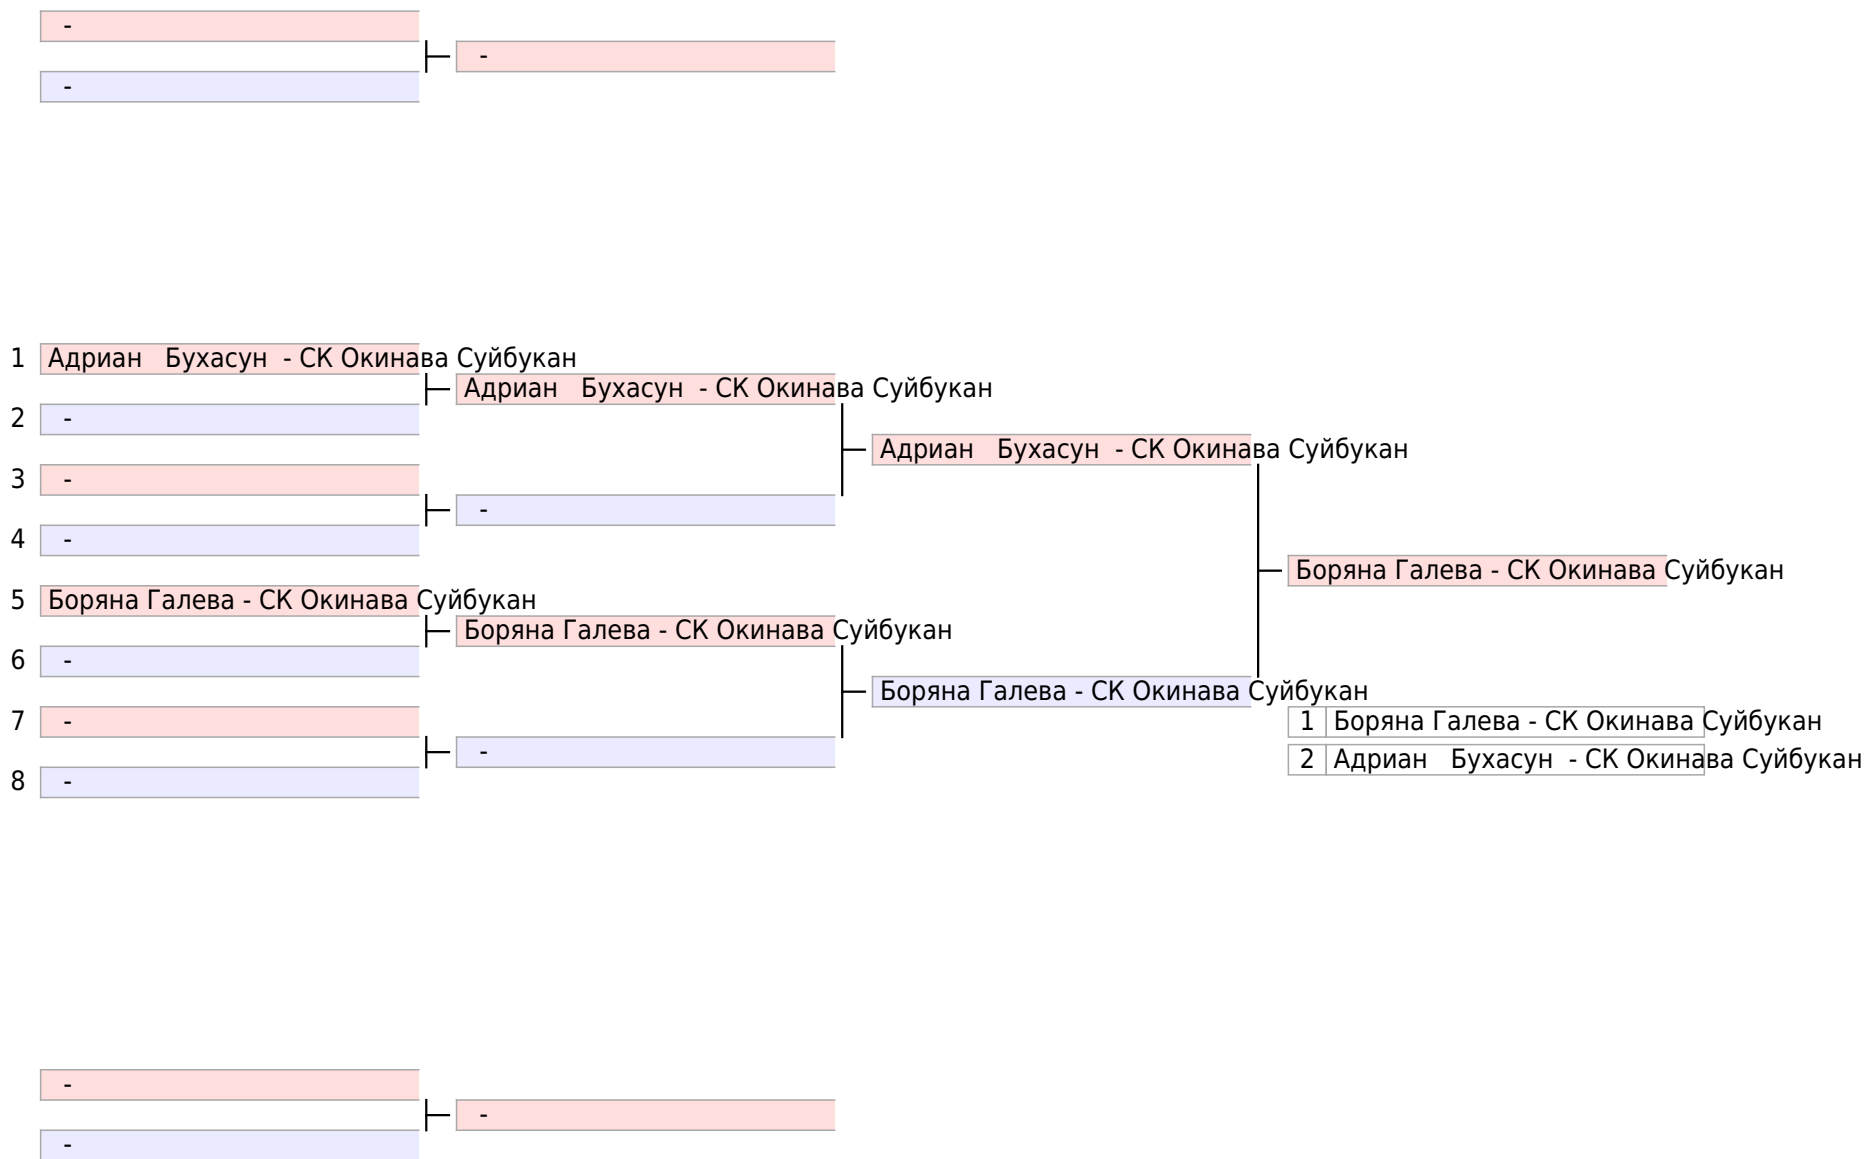 -
-
-
1 Адриан   Бухасун  - СК Окинава Суйбукан
Адриан   Бухасун  - СК Окинава Суйбукан
2 -
Адриан   Бухасун  - СК Окинава Суйбукан
3 -
-
4 -
Боряна Галева - СК Окинава Суйбукан
5 Боряна Галева - СК Окинава Суйбукан
Боряна Галева - СК Окинава Суйбукан
6 -
Боряна Галева - СК Окинава Суйбукан
7 -
1 Боряна Галева - СК Окинава Суйбукан
-
2 Адриан   Бухасун  - СК Окинава Суйбукан
8 -
-
-
-